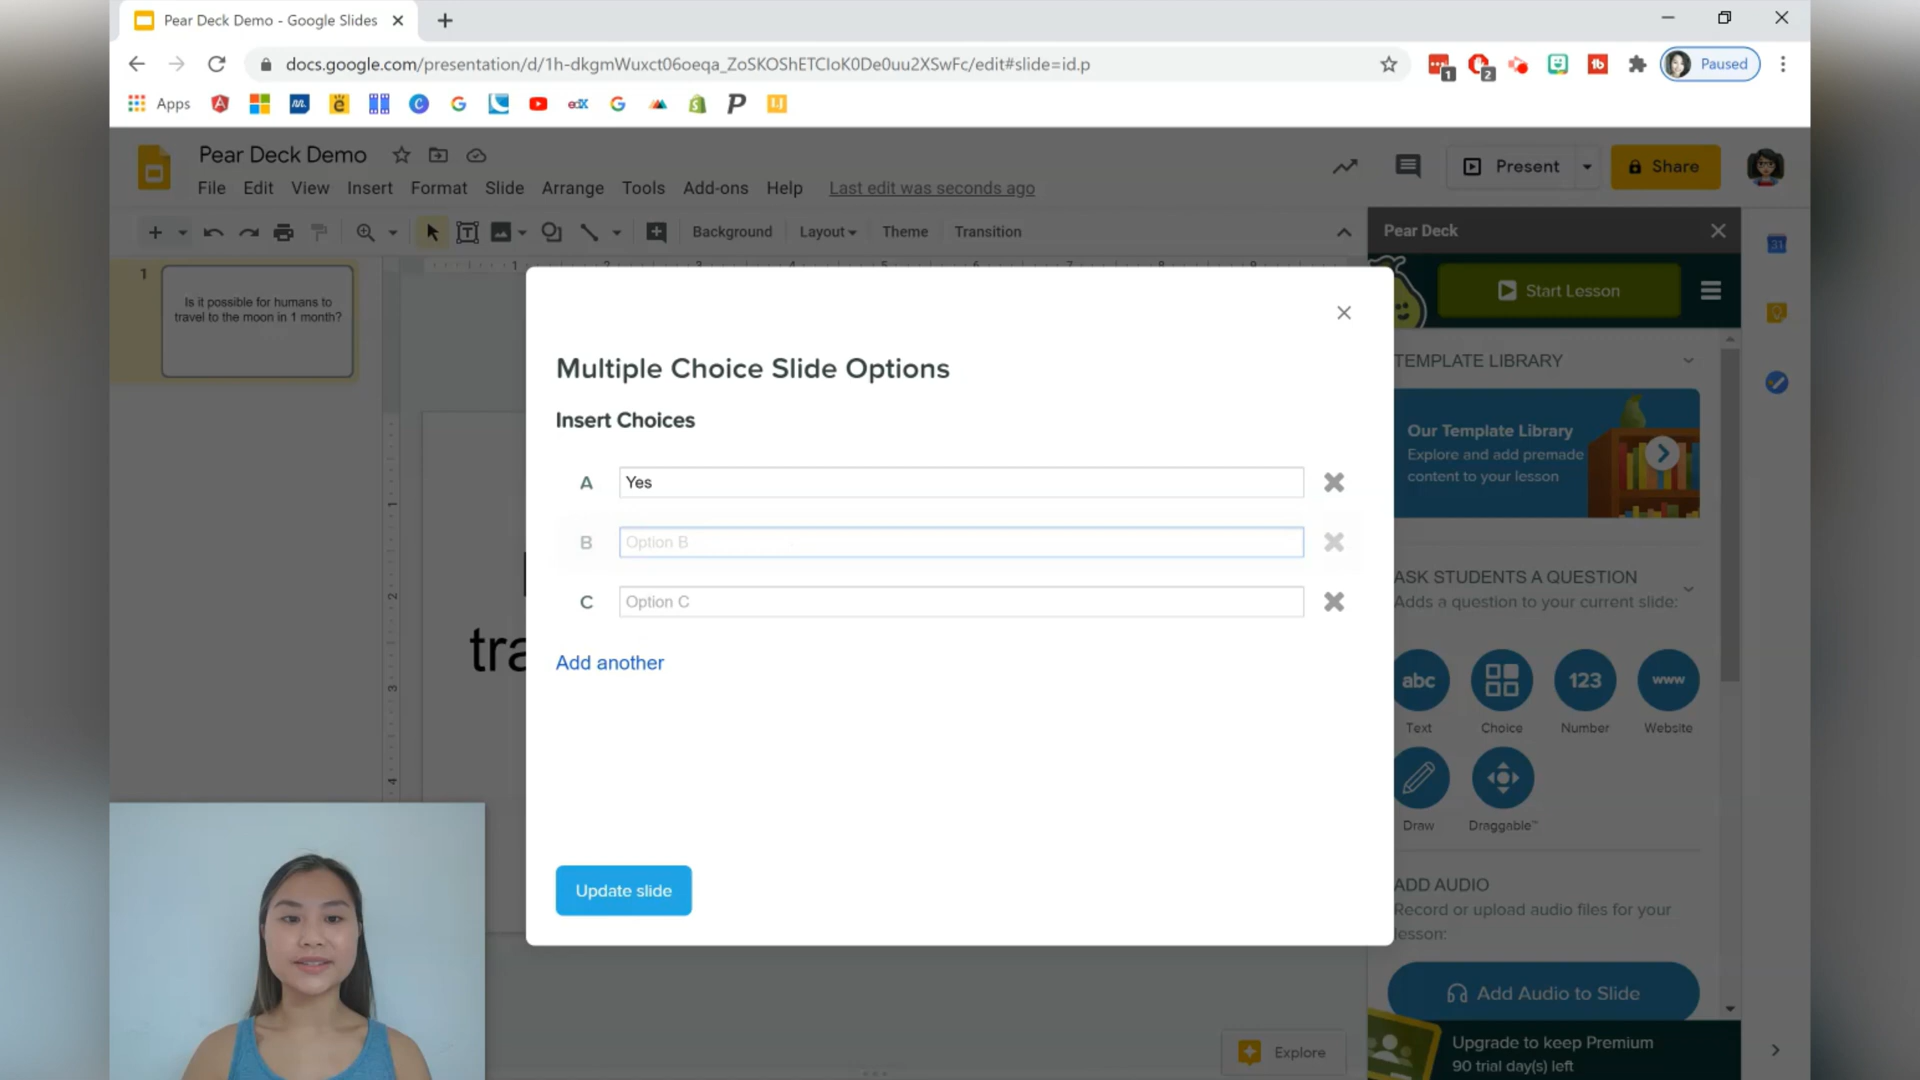 Pear Deck Demo - Google Slides
docs.google.com/presentation/d/1h-dkgmWuxct06oeqa_ZoSKOShETCIoK0De0uu2XSwFc/edit#slide=id.p
1
2
Paused
Apps
edX
Pear Deck Demo
File Edit View Insert Format Slide Arrange Tools Add-ons Help Last edit was seconds ago
Present
Share
Background Layout Theme Transition
Pear Deck
31
Start Lesson
1
Is it possible for humans to
travel to the moon in 1 month?
Multiple Choice Slide Options
Insert Choices
A Yes
B Option B
C Option C
Add another
Update slide
tra
TEMPLATE LIBRARY
Our Template Library
Explore and add premade
content to your lesson
ASK STUDENTS A QUESTION
Adds a question to your current slide:
abc 123 www
Text Choice Number Website
Draw Draggable™
ADD AUDIO
Record or upload audio files for your
lesson:
Add Audio to Slide
Upgrade to keep Premium
90 trial day(s) left
Explore